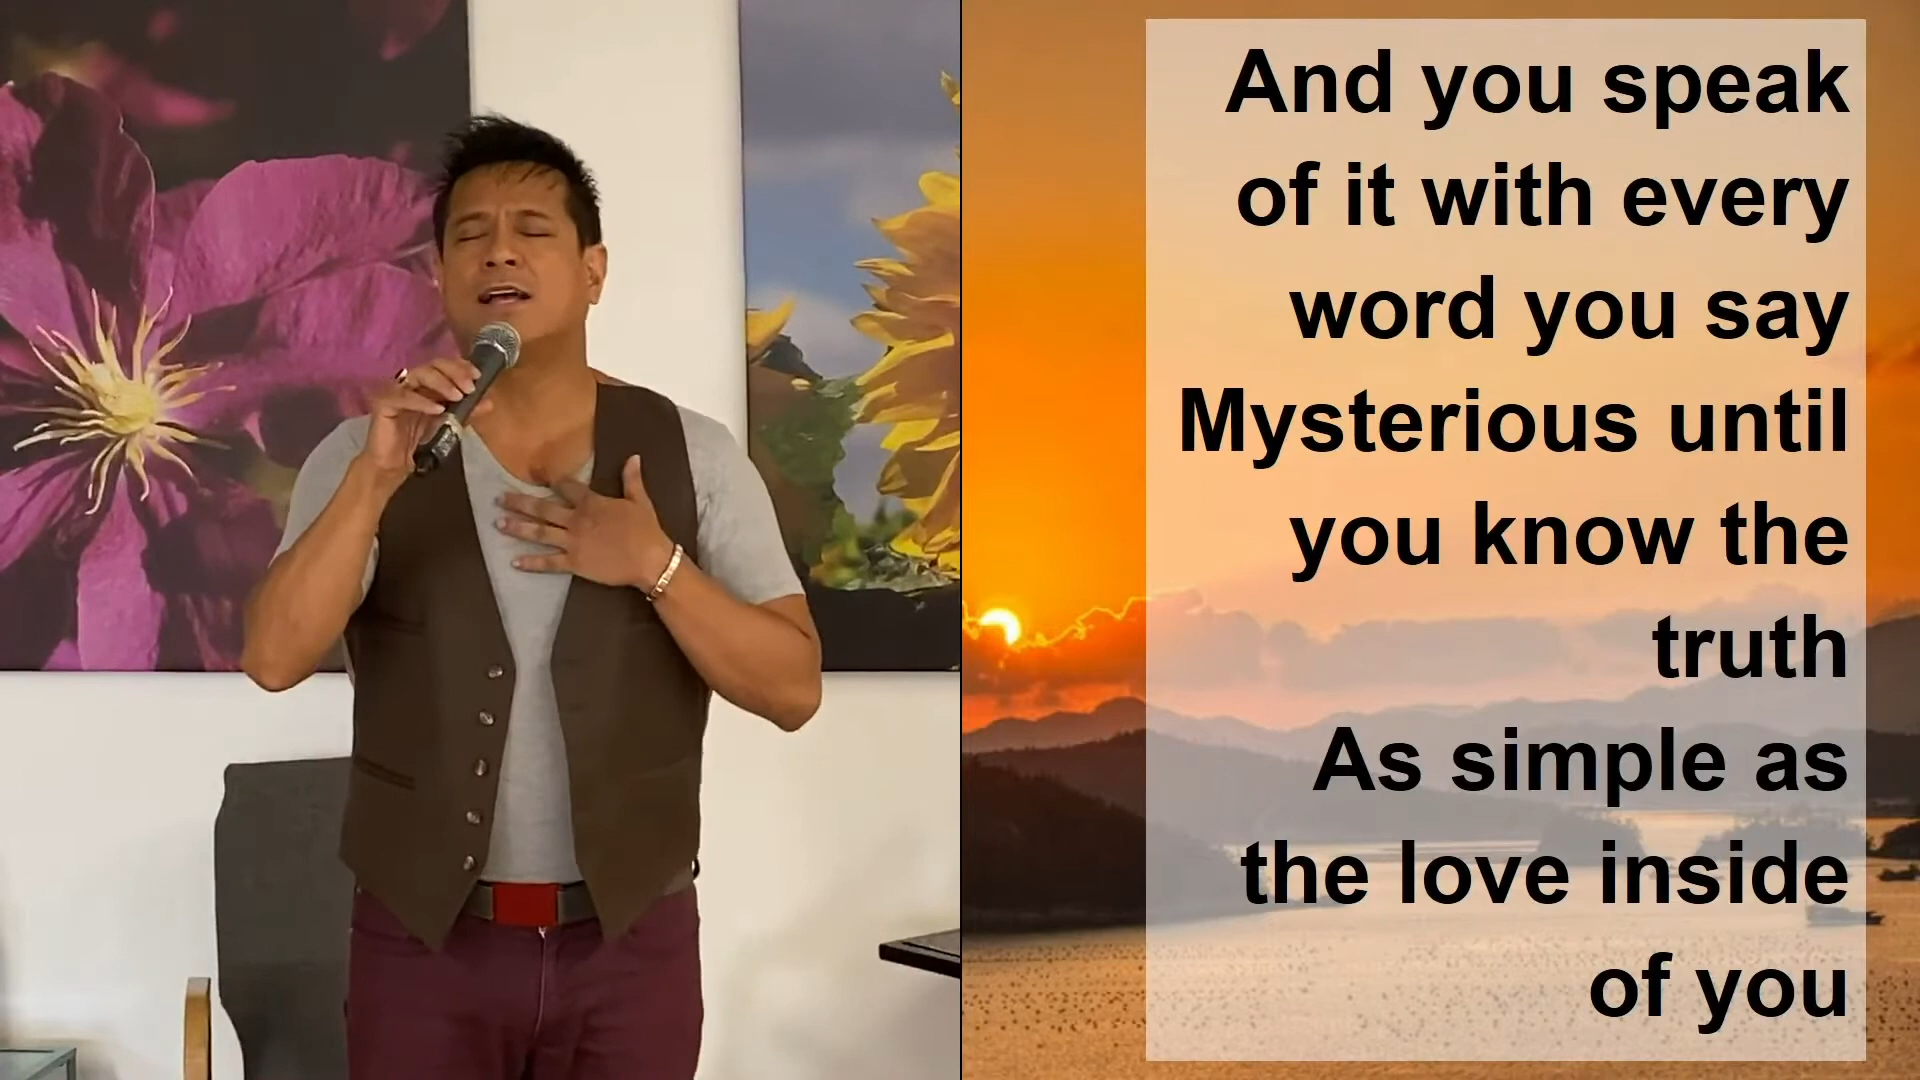 And you speak
of it with every
word you say
Mysterious until
you know the
truth
As simple as
the love inside
of you